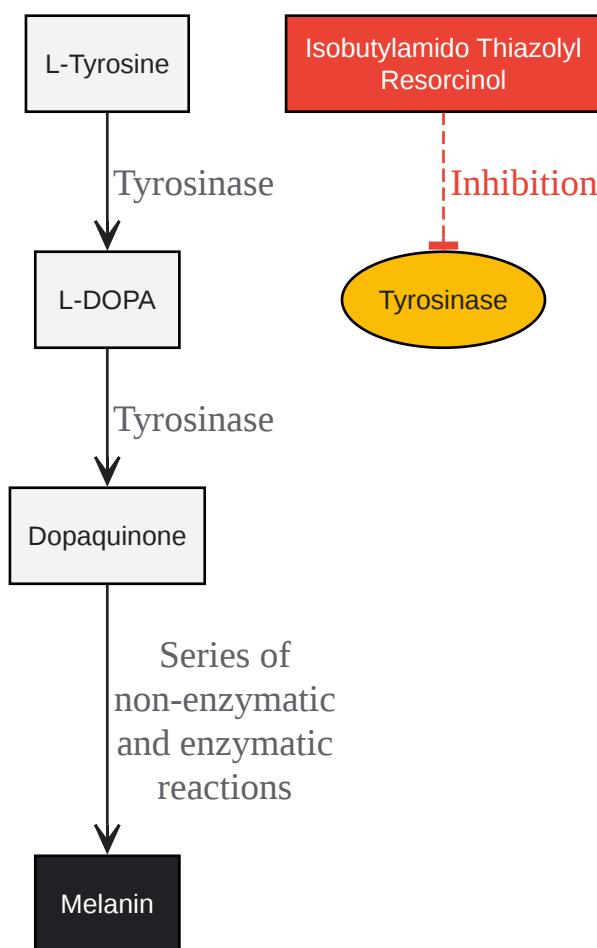 L-Tyrosine
Isobutylamido Thiazolyl
Resorcinol
Tyrosinase
Inhibition
L-DOPA
Tyrosinase
Tyrosinase
Dopaquinone
Series of
non-enzymatic
and enzymatic
reactions
Melanin